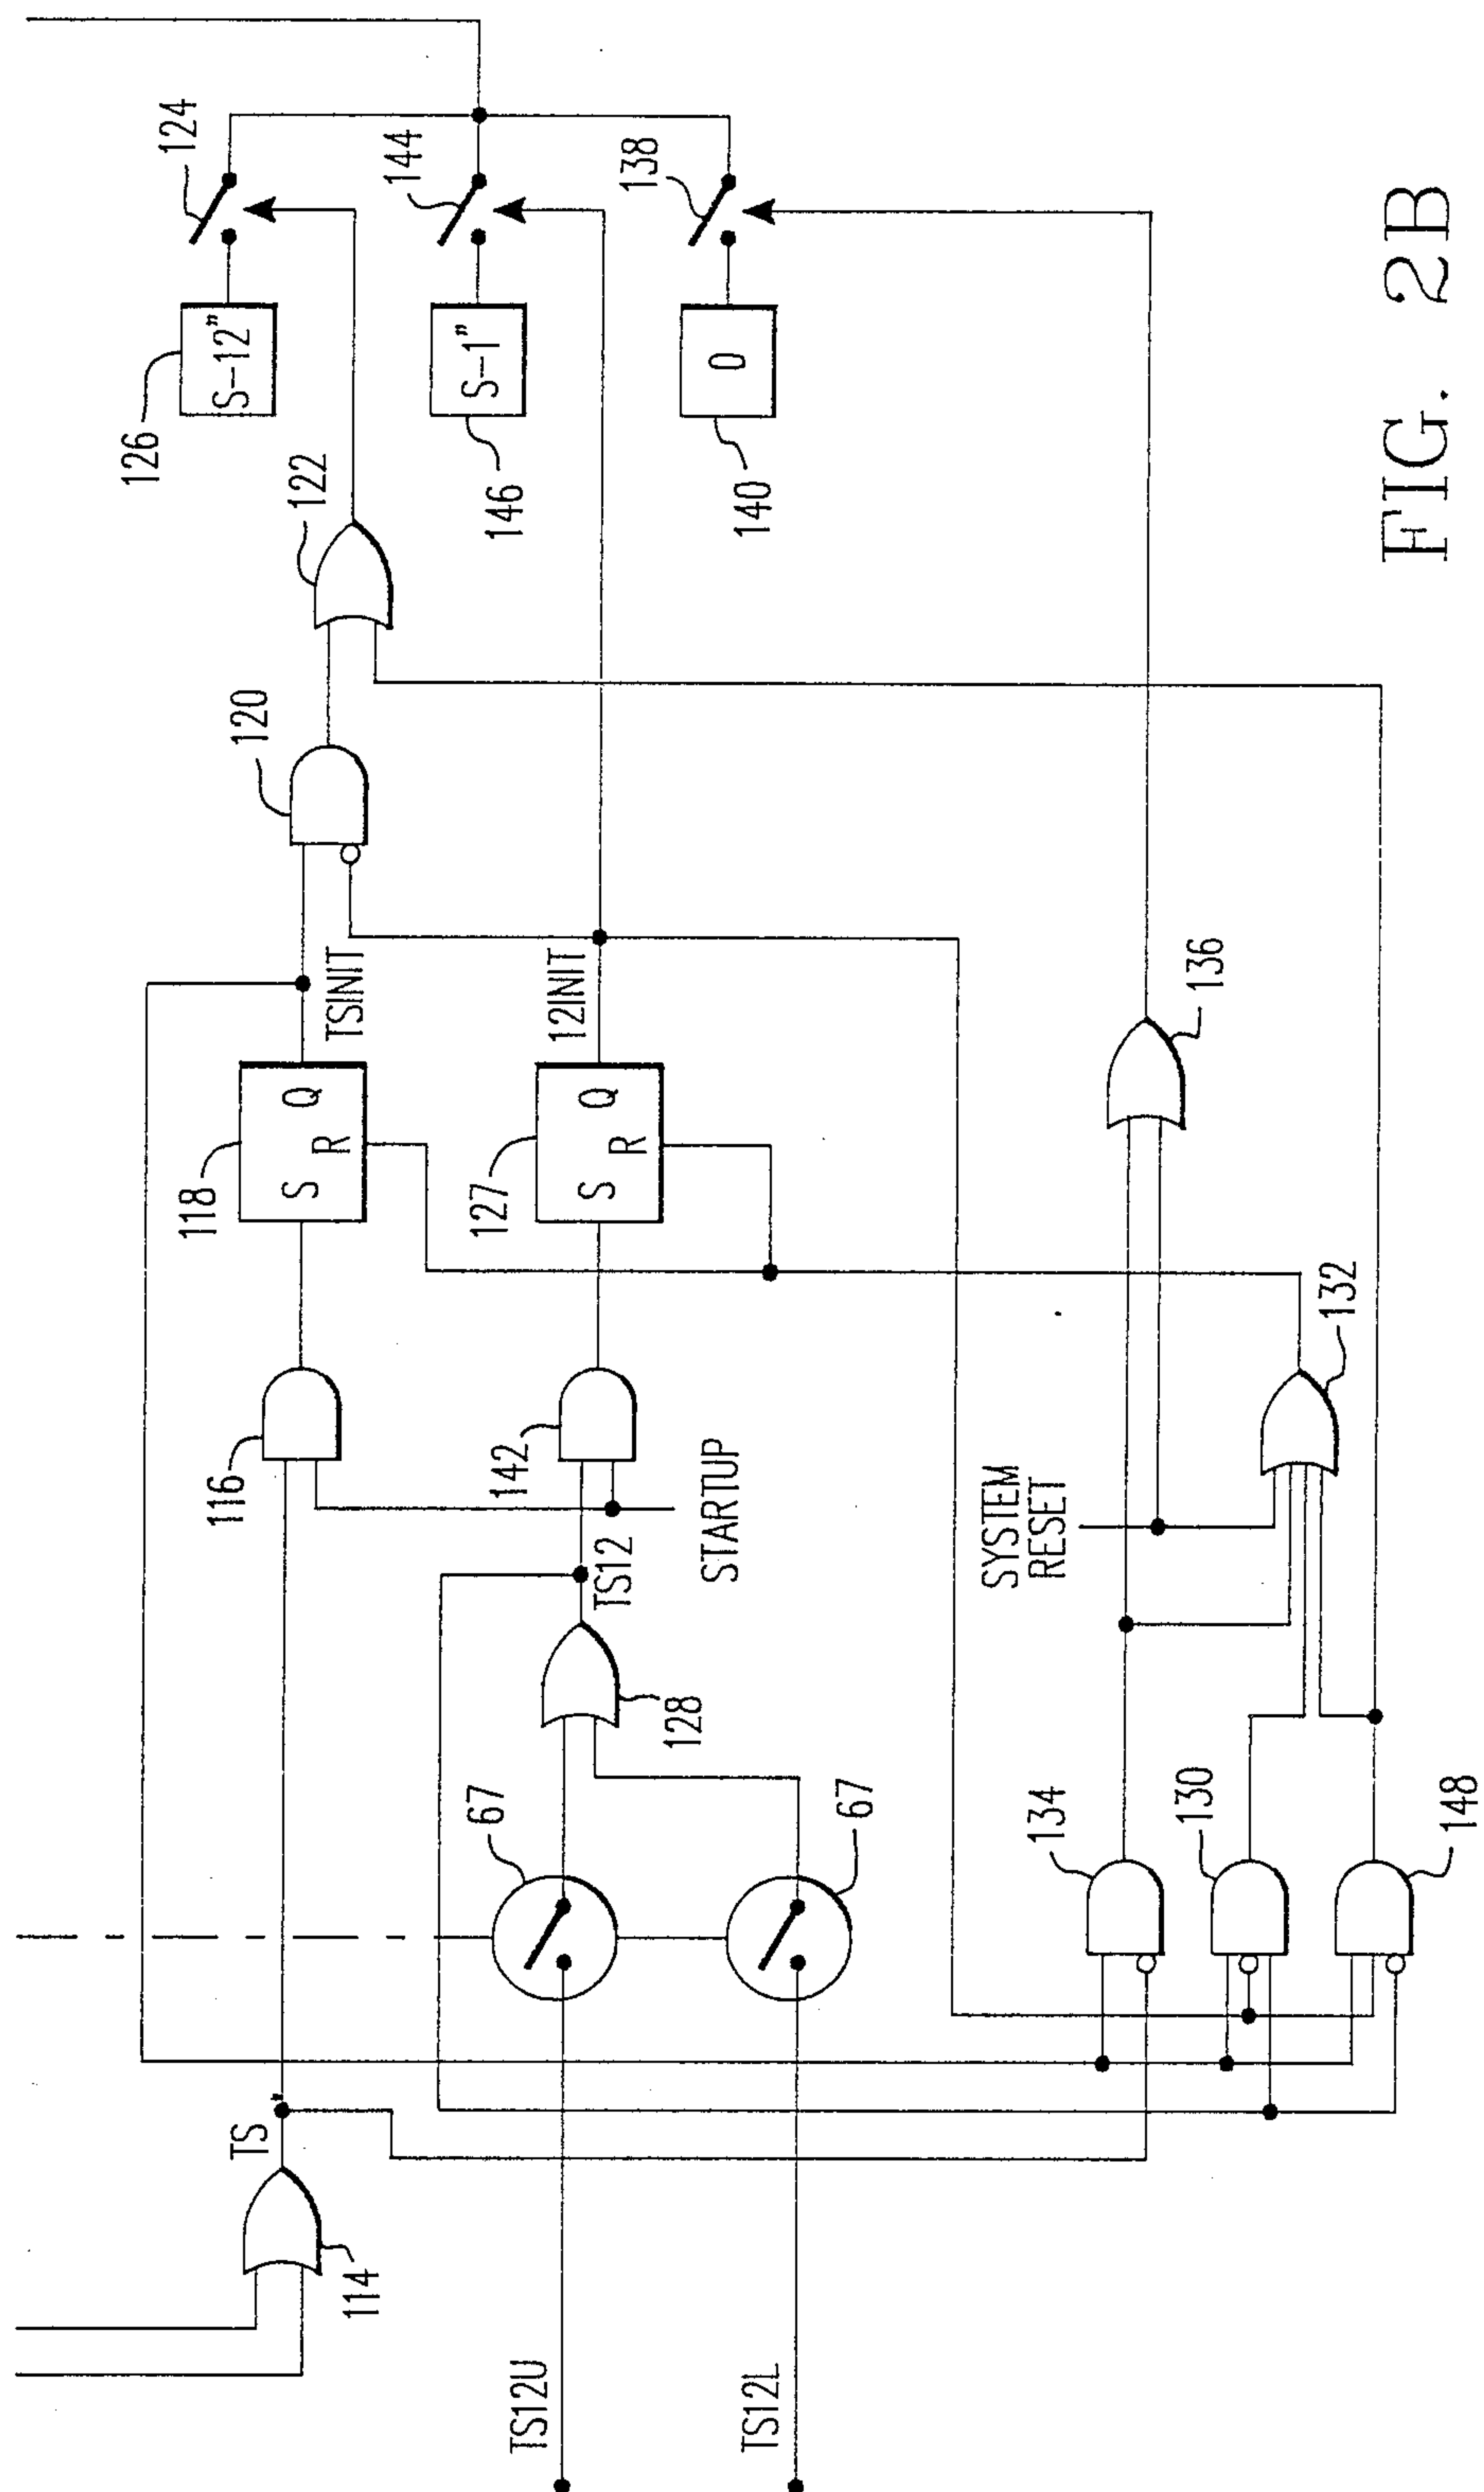 124
126
S-12"
144
S-1"
146
138
0
140
122
120
TSINIT
118
S
R
Q
12INIT
127
S
R
Q
116
142
STARTUP
TS
114
TS12
128
67
67
TS12U
TS12L
136
SYSTEM
RESET
132
134
130
148
FIG. 2B